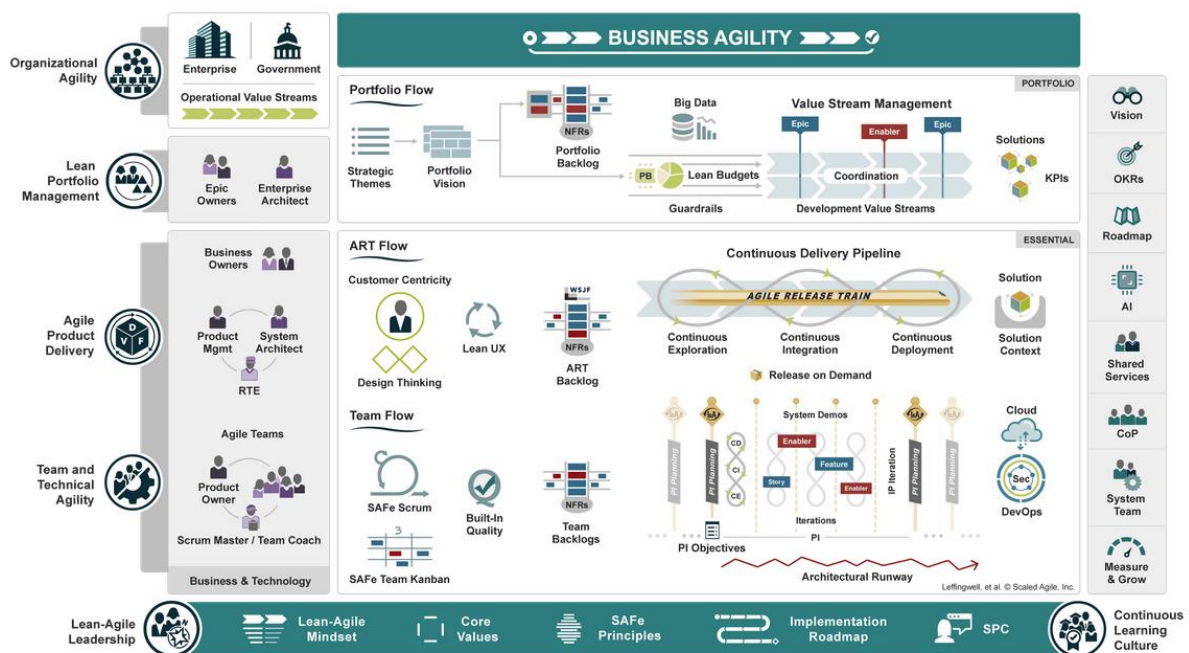 Organizational
Agility
Enterprise
Government
Operational Value Streams
BUSINESS AGILITY
PORTFOLIO
Portfolio Flow
Strategic
Themes
Portfolio
Vision
NFRs
Portfolio
Backlog
Big Data
PB
Lean Budgets
Guardrails
Value Stream Management
Epic
Enabler
Epic
Coordination
Development Value Streams
Solutions
KPIs
Lean
Portfolio
Management
Epic
Owners
Enterprise
Architect
ESSENTIAL
ART Flow
Customer Centricity
Design Thinking
Lean UX
WSJF
NFRs
ART
Backlog
Continuous Delivery Pipeline
AGILE RELEASE TRAIN
Continuous
Exploration
Continuous
Integration
Continuous
Deployment
Release on Demand
Solution
Solution
Context
Agile
Product
Delivery
D
V
F
Business
Owners
Product
Mgmt
System
Architect
RTE
Team Flow
SAFe Scrum
3
SAFe Team Kanban
Built-In
Quality
NFRs
Team
Backlogs
I&A
I&A
I&A
I&A
PI Planning
PI Planning
PI Planning
PI Planning
CD
CI
CE
System Demos
Enabler
Feature
Story
Enabler
IP Iteration
Iterations
PI
PI Objectives
Architectural Runway
Cloud
Sec
DevOps
Leffingwell, et al. © Scaled Agile, Inc.
Team and
Technical
Agility
Agile Teams
Product
Owner
Scrum Master / Team Coach
Business & Technology
Vision
OKRs
Roadmap
AI
Shared
Services
CoP
System
Team
Measure
& Grow
Lean-Agile
Leadership
Lean-Agile
Mindset
Core
Values
SAFe
Principles
Implementation
Roadmap
SPC
Continuous
Learning
Culture